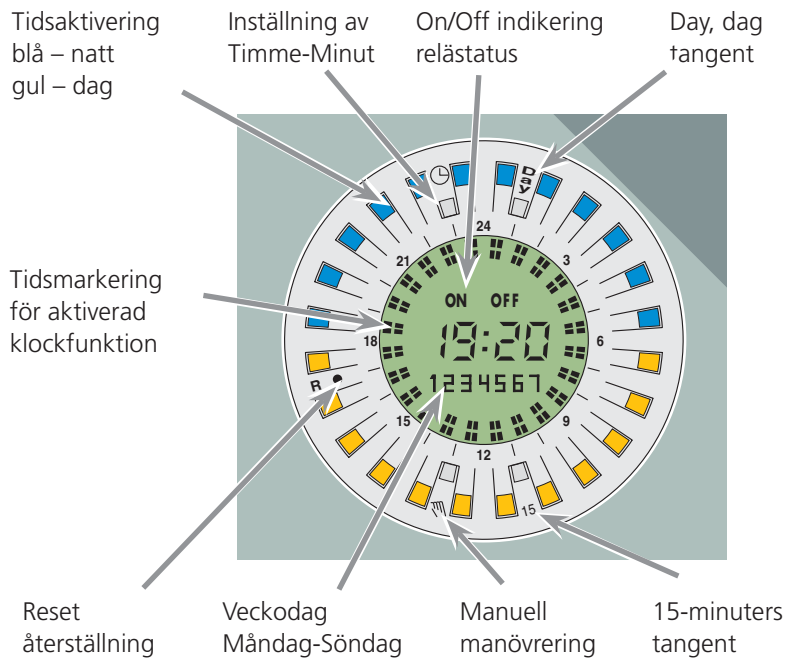 Tidsaktivering
blå – natt
gul – dag
Inställning av
Timme-Minut
On/Off indikering
relästatus
Day, dag
tangent
Day
24
21
3
ON OFF
Tidsmarkering
för aktiverad
klockfunktion
18
19:20
6
R
1234567
15
9
12
15
Reset
återställning
Veckodag
Måndag-Söndag
Manuell
manövrering
15-minuters
tangent